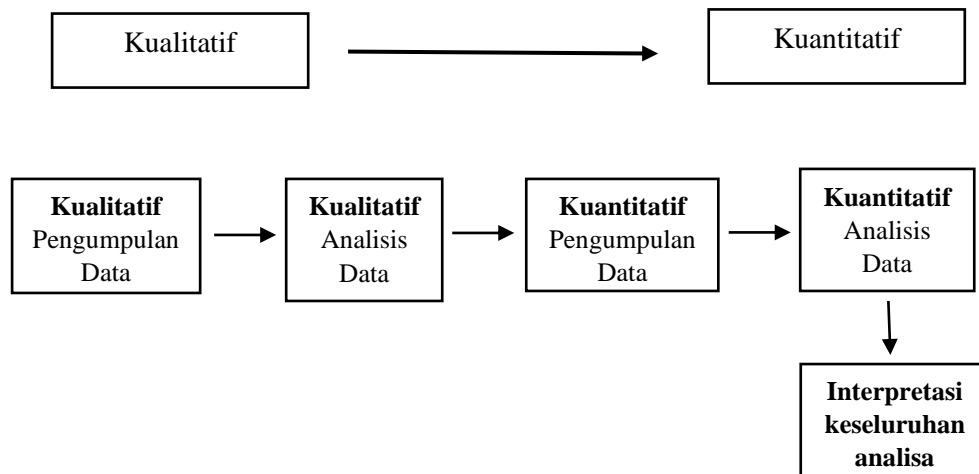 Kualitatif
Kuantitatif
Kualitatif
Pengumpulan
Data
Kualitatif
Analisis
Data
Kuantitatif
Pengumpulan
Data
Kuantitatif
Analisis
Data
Interpretasi
keseluruhan
analisa